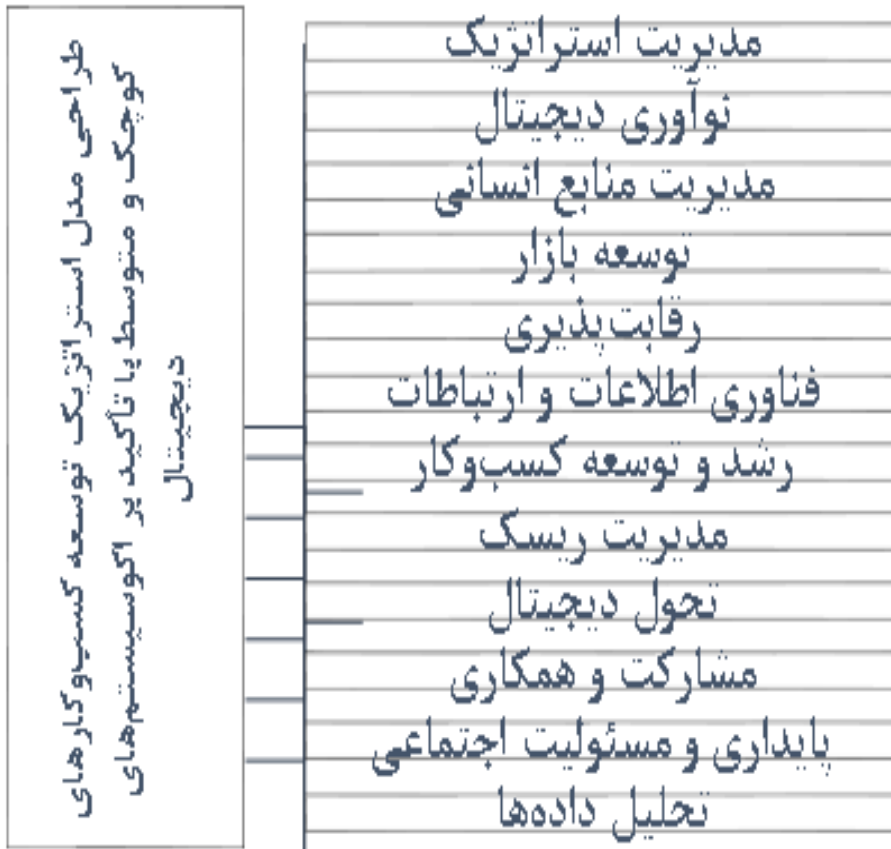 طراحی مدل استراتژیک توسعه کسب‌وکارهای
کوچک و متوسط با تأکید بر اکوسیستم‌های
دیجیتال
مدیریت استراتژیک
نوآوری دیجیتال
مدیریت منابع انسانی
توسعه بازار
رقابت‌پذیری
فناوری اطلاعات و ارتباطات
رشد و توسعه کسب‌وکار
مدیریت ریسک
تحول دیجیتال
مشارکت و همکاری
پایداری و مسئولیت اجتماعی
تحلیل داده‌ها